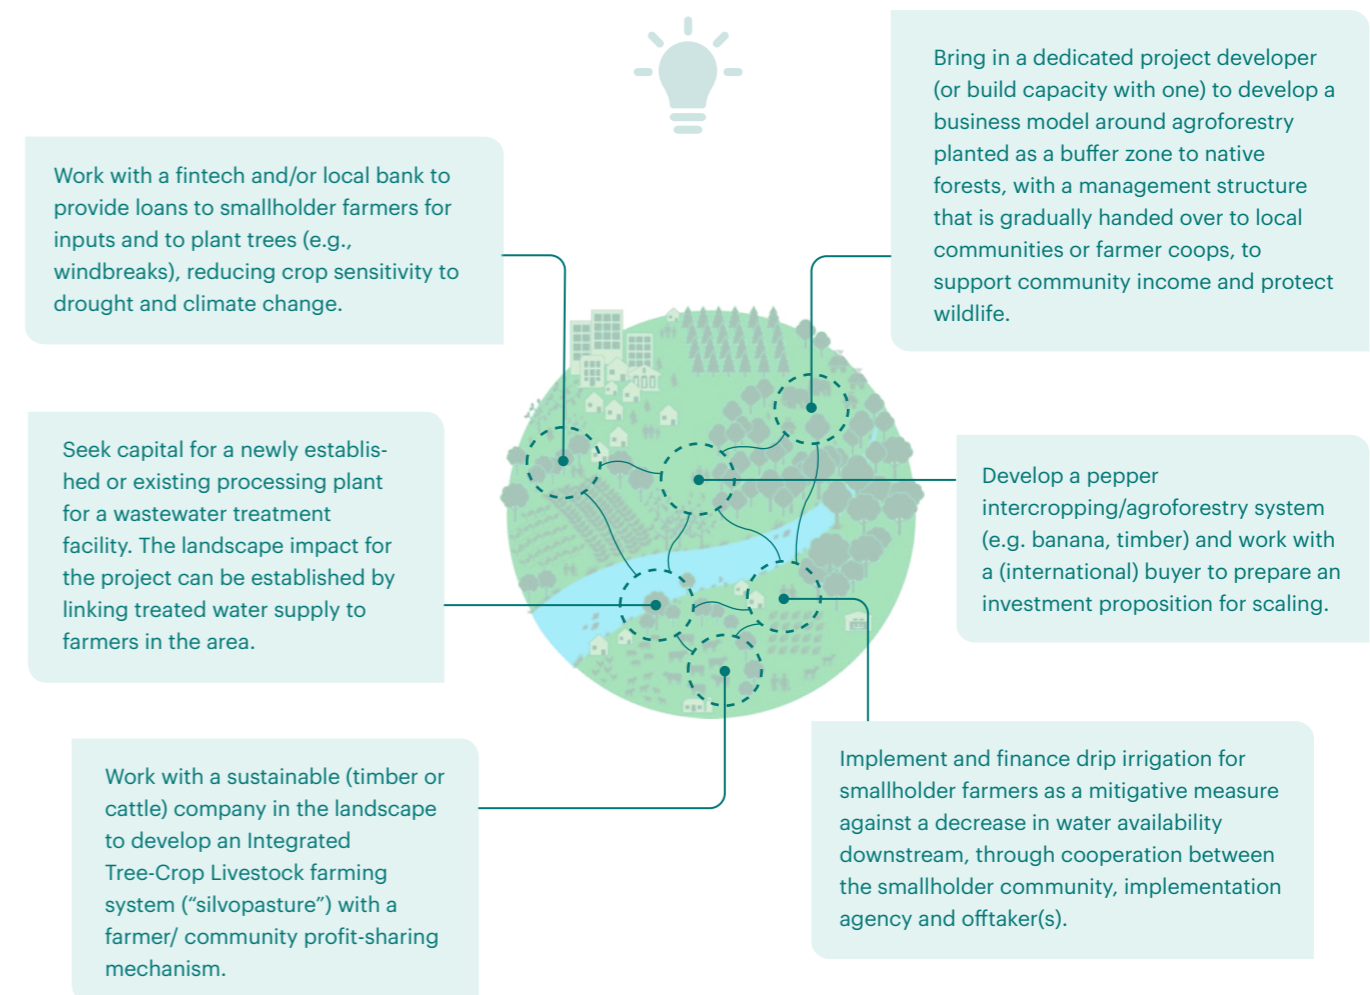 Work with a fintech and/or local bank to
provide loans to smallholder farmers for
inputs and to plant trees (e.g.,
windbreaks), reducing crop sensitivity to
drought and climate change.
Bring in a dedicated project developer
(or build capacity with one) to develop a
business model around agroforestry
planted as a buffer zone to native
forests, with a management structure
that is gradually handed over to local
communities or farmer coops, to
support community income and protect
wildlife.
Seek capital for a newly establis-
hed or existing processing plant
for a wastewater treatment
facility. The landscape impact for
the project can be established by
linking treated water supply to
farmers in the area.
Develop a pepper
intercropping/agroforestry system
(e.g. banana, timber) and work with
a (international) buyer to prepare an
investment proposition for scaling.
Work with a sustainable (timber or
cattle) company in the landscape
to develop an Integrated
Tree-Crop Livestock farming
system (“silvopasture”) with a
farmer/ community profit-sharing
mechanism.
Implement and finance drip irrigation for
smallholder farmers as a mitigative measure
against a decrease in water availability
downstream, through cooperation between
the smallholder community, implementation
agency and offtaker(s).